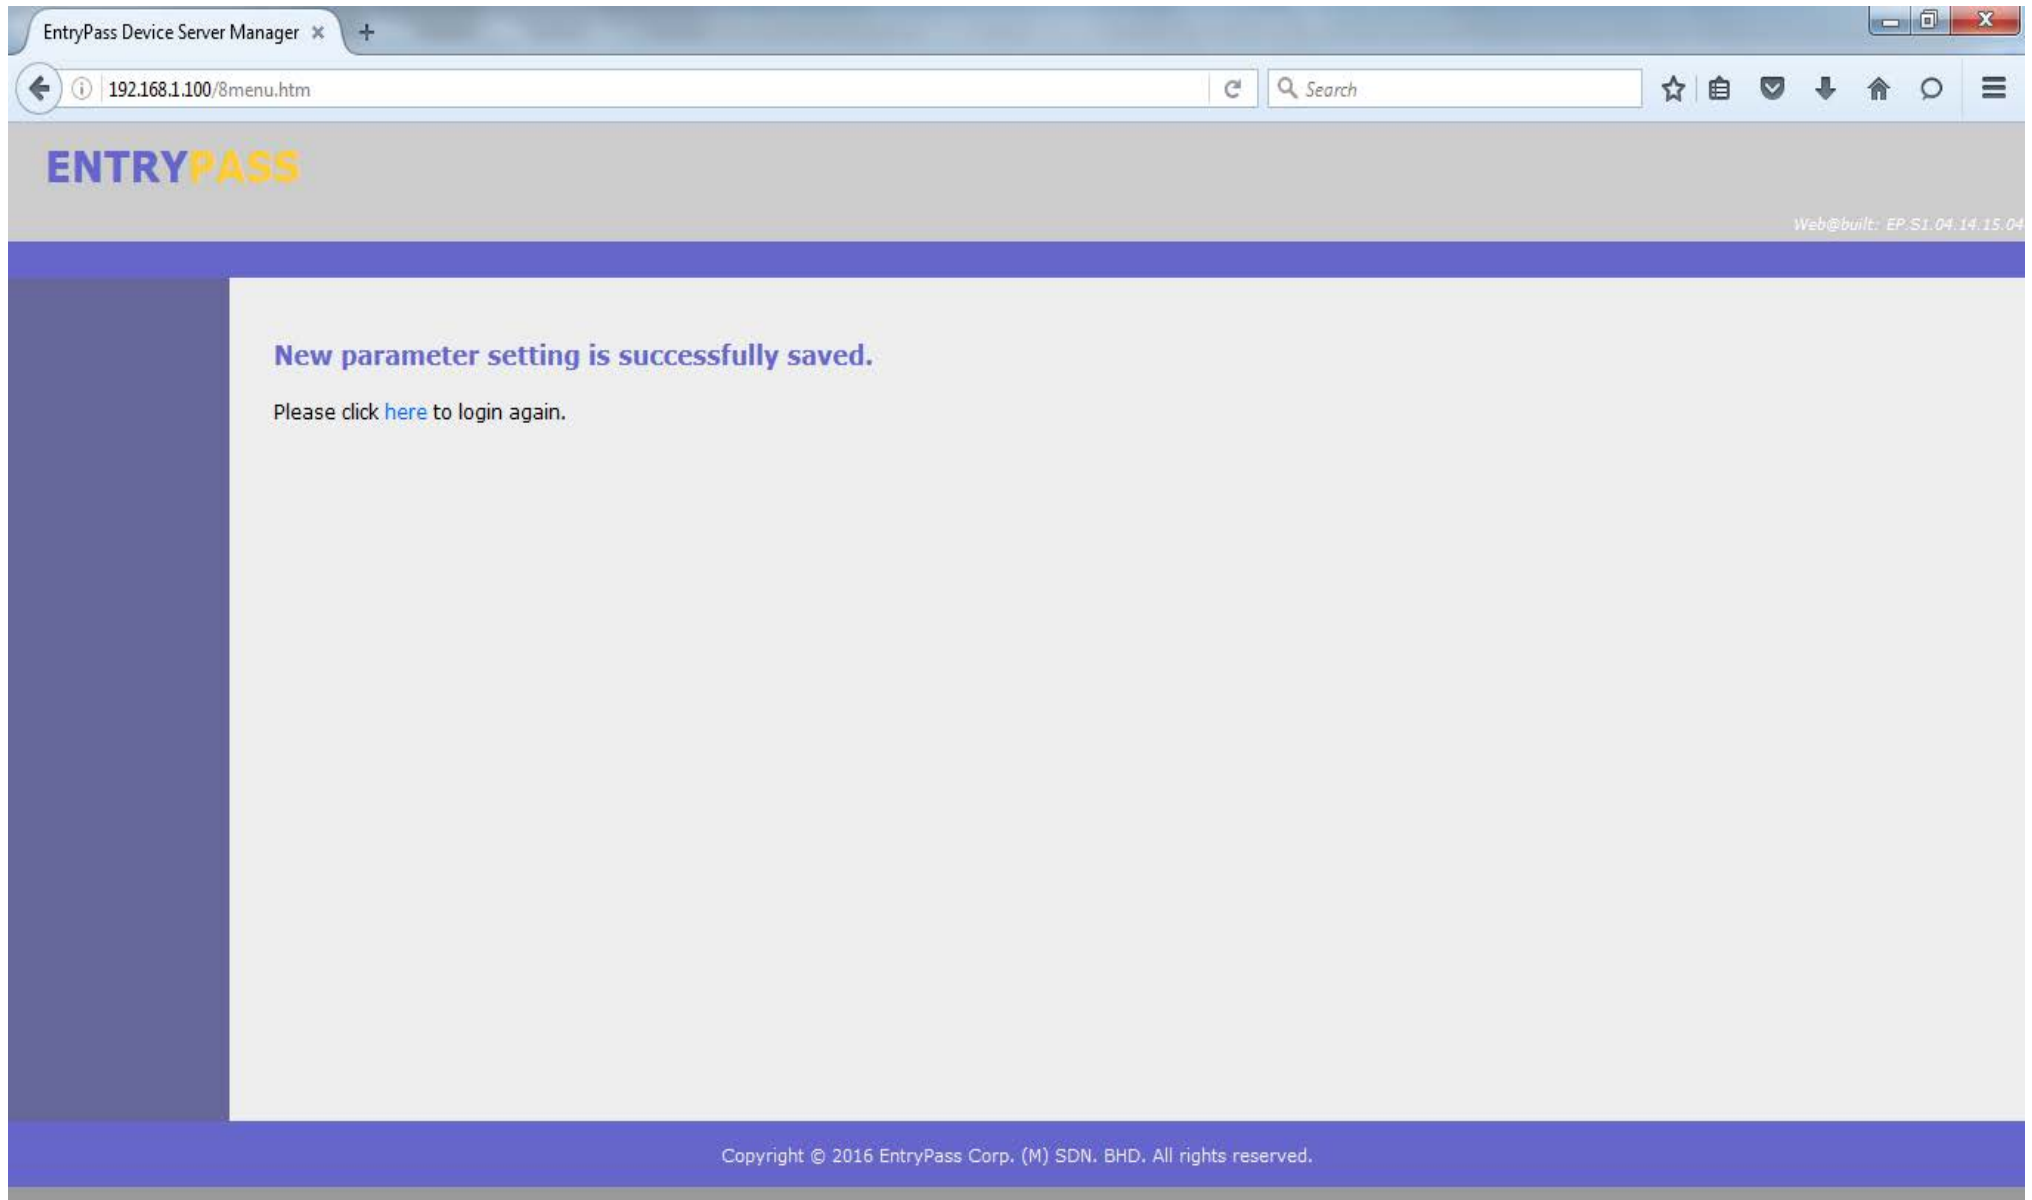 EntryPass Device Server Manager
192.168.1.100/8menu.htm
Search
ENTRYPASS
Web@built: EP.S1.04.14.15.04
New parameter setting is successfully saved.
Please click here to login again.
Copyright © 2016 EntryPass Corp. (M) SDN. BHD. All rights reserved.